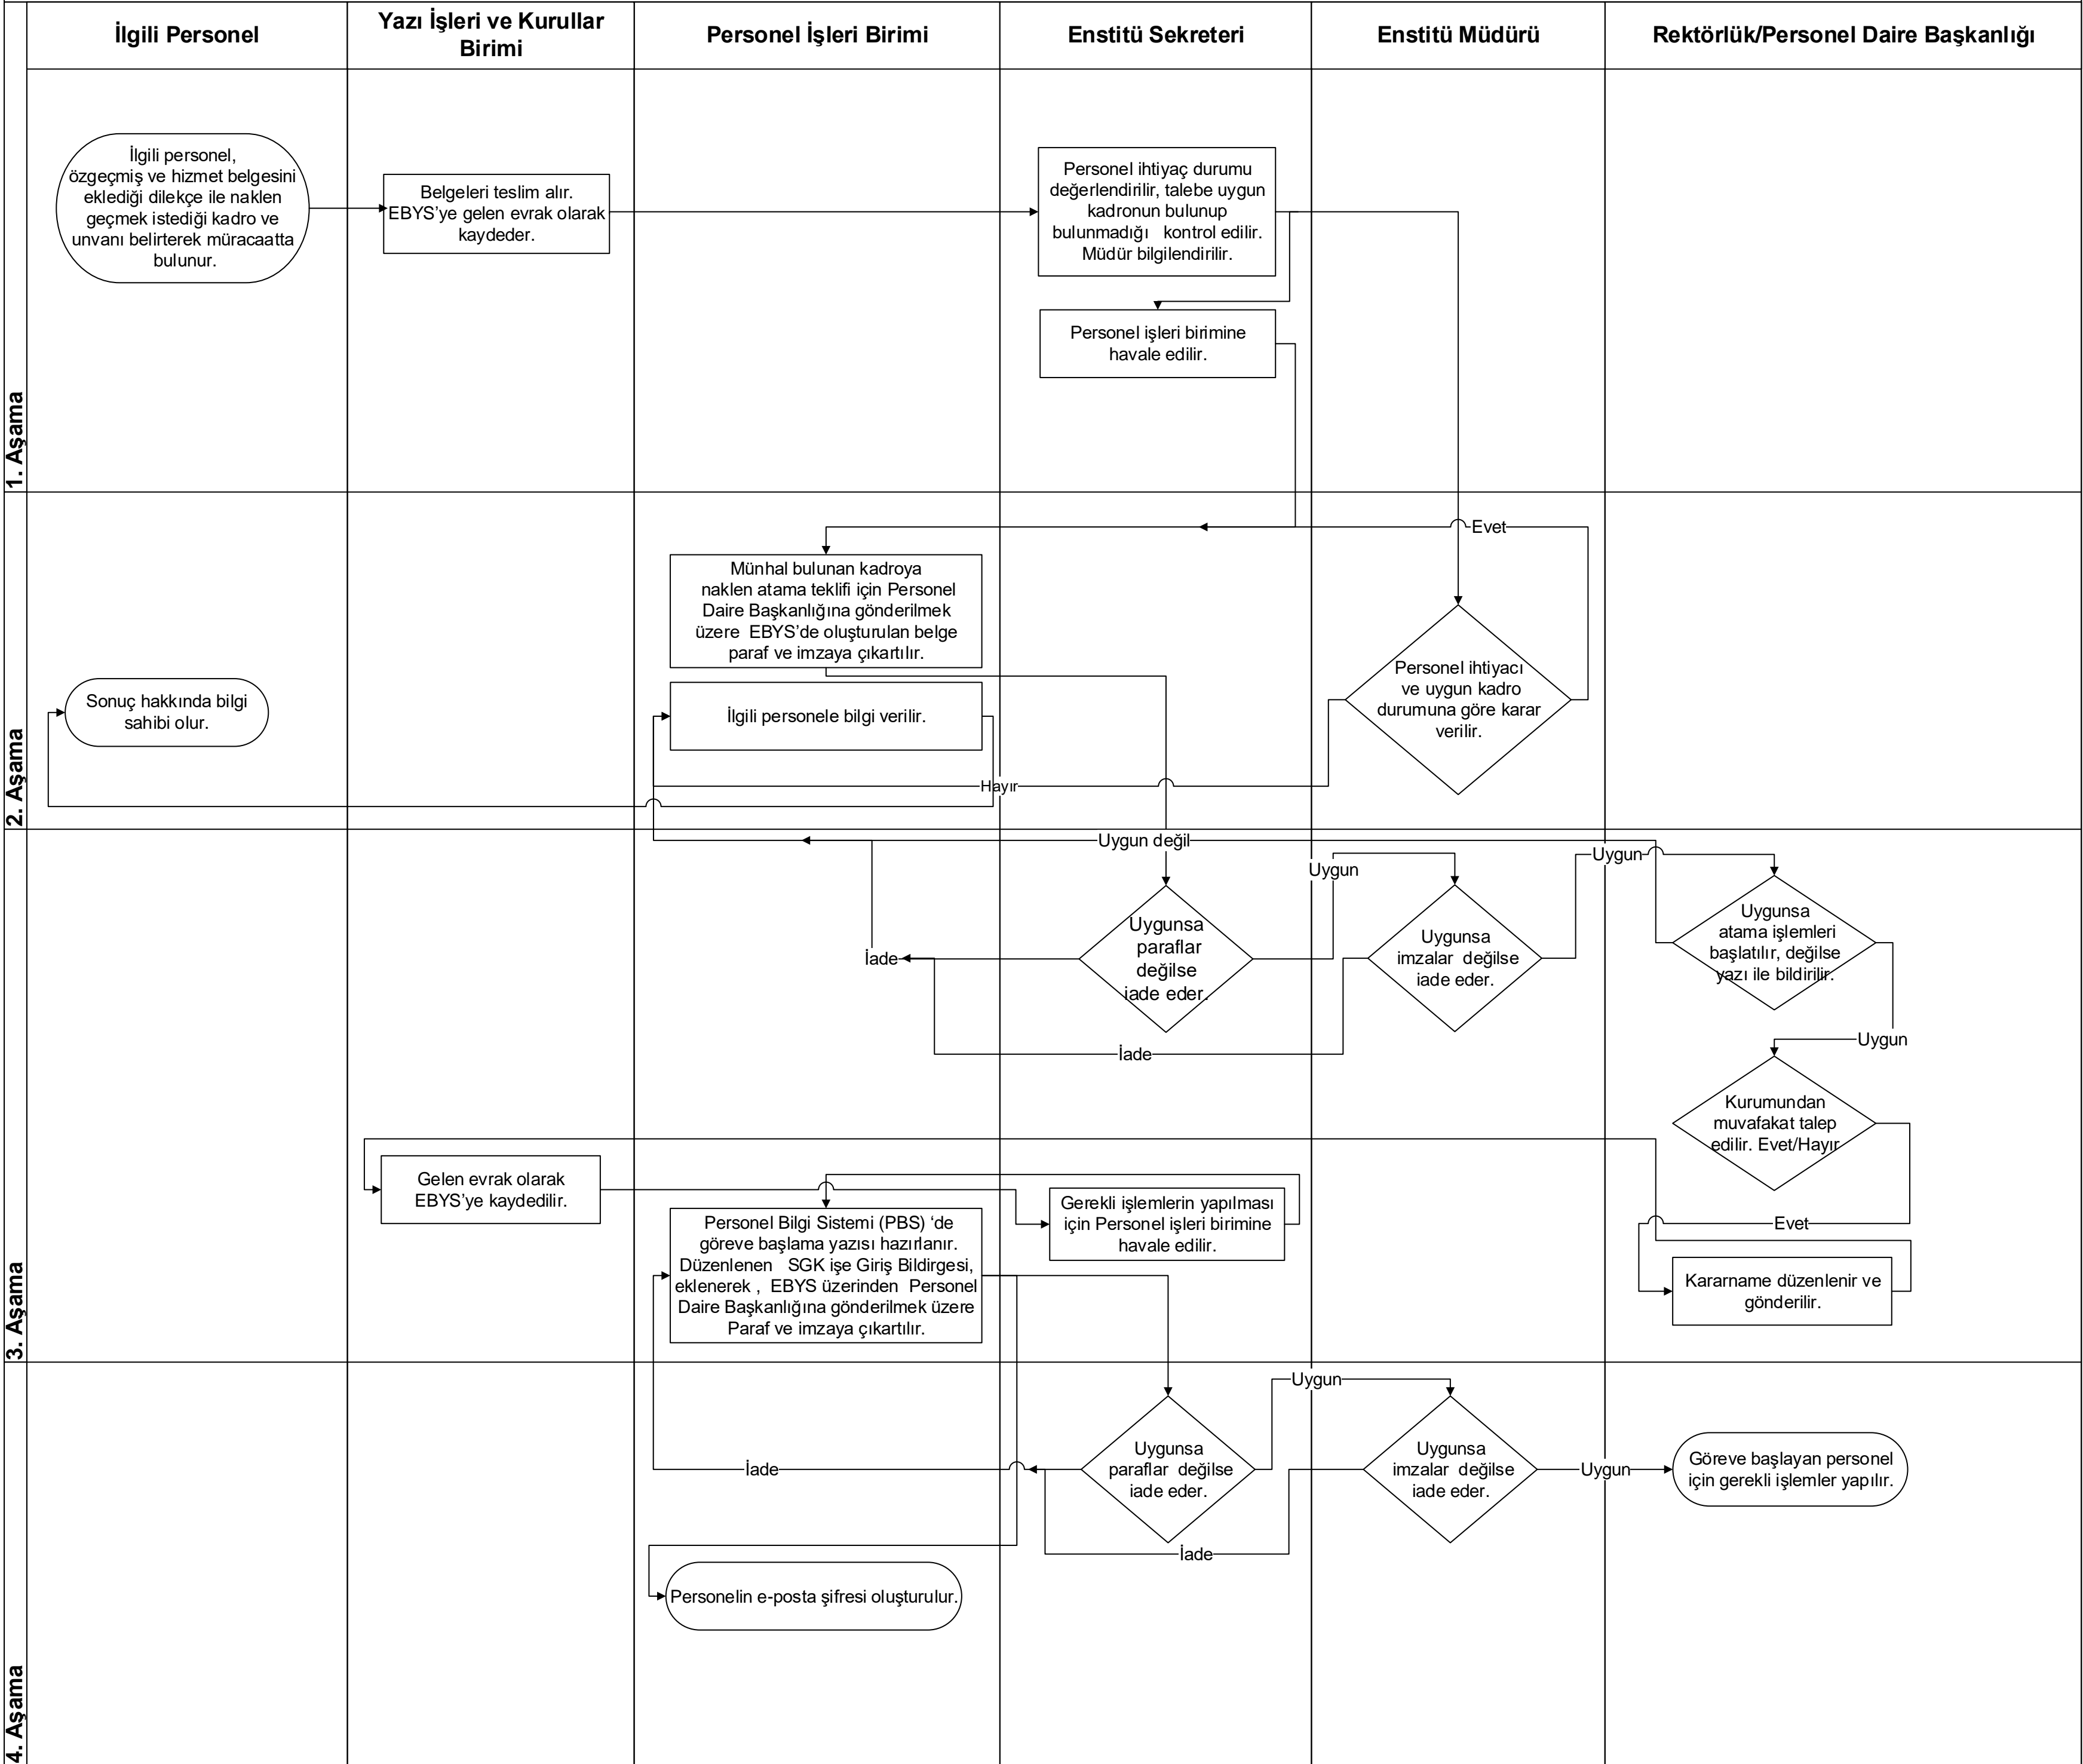 İlgili Personel
Yazı İşleri ve Kurullar
Birimi
Personel İşleri Birimi
Enstitü Sekreteri
Enstitü Müdürü
Rektörlük/Personel Daire Başkanlığı
1. Aşama
İlgili personel,
özgeçmiş ve hizmet belgesini
eklediği dilekçe ile naklen
geçmek istediği kadro ve
unvanı belirterek müracaatta
bulunur.
Belgeleri teslim alır.
EBYS’ye gelen evrak olarak
kaydeder.
Personel ihtiyaç durumu
değerlendirilir, talebe uygun
kadronun bulunup
bulunmadığı kontrol edilir.
Müdür bilgilendirilir.
Personel işleri birimine
havale edilir.
2. Aşama
Evet
Münhal bulunan kadroya
naklen atama teklifi için Personel
Daire Başkanlığına gönderilmek
üzere EBYS’de oluşturulan belge
paraf ve imzaya çıkartılır.
Personel ihtiyacı
ve uygun kadro
durumuna göre karar
verilir.
Sonuç hakkında bilgi
sahibi olur.
İlgili personele bilgi verilir.
Hayır
3. Aşama
Uygun değil
Uygun
Uygun
Uygunsa
paraflar
değilse
iade eder.
Uygunsa
imzalar değilse
iade eder.
Uygunsa
atama işlemleri
başlatılır, değilse
yazı ile bildirilir.
İade
İade
Uygun
Kurumundan
muvafakat talep
edilir. Evet/Hayır
Gelen evrak olarak
EBYS’ye kaydedilir.
Gerekli işlemlerin yapılması
için Personel işleri birimine
havale edilir.
Evet
Personel Bilgi Sistemi (PBS) ‘de
göreve başlama yazısı hazırlanır.
Düzenlenen SGK işe Giriş Bildirgesi,
eklenerek , EBYS üzerinden Personel
Daire Başkanlığına gönderilmek üzere
Paraf ve imzaya çıkartılır.
Kararname düzenlenir ve
gönderilir.
4. Aşama
Uygun
Uygunsa
paraflar değilse
iade eder.
Uygunsa
imzalar değilse
iade eder.
Uygun
Göreve başlayan personel
için gerekli işlemler yapılır.
İade
İade
Personelin e-posta şifresi oluşturulur.